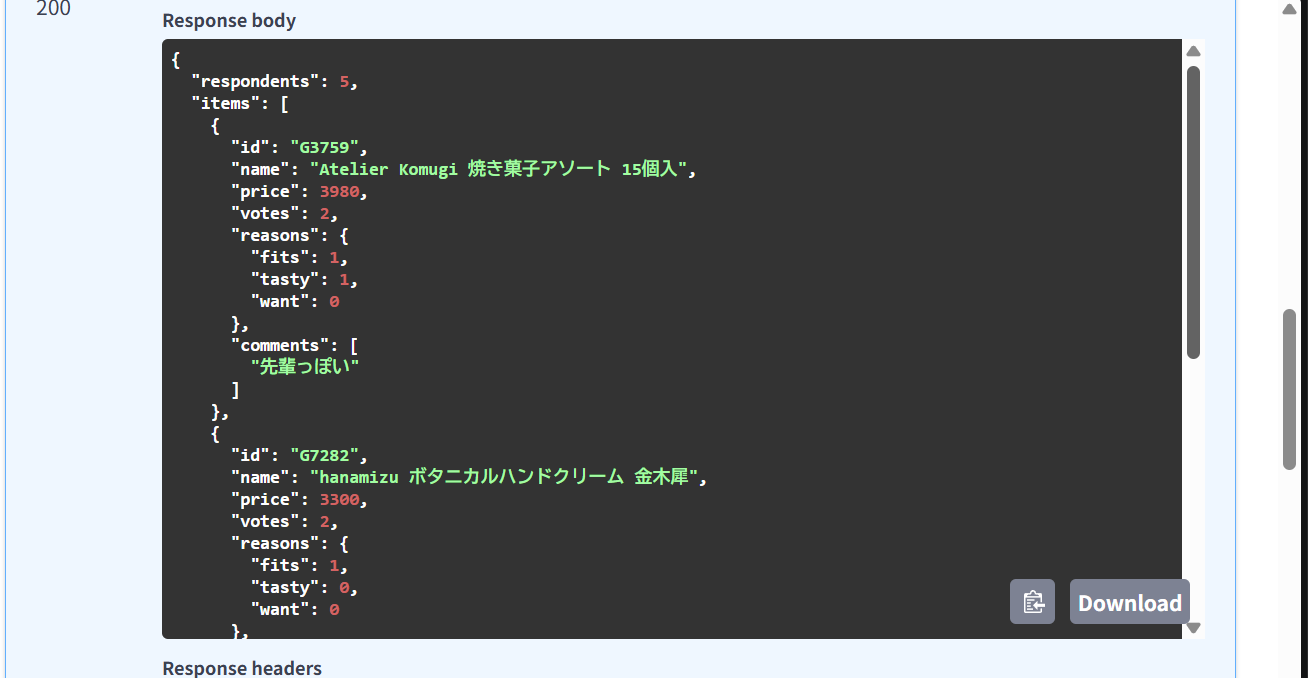 200
Response body
{
"respondents": 5,
"items": [
{
"id": "G3759",
"name": "Atelier Komugi 焼き菓子アソート 15個入",
"price": 3980,
"votes": 2,
"reasons": {
"fits": 1,
"tasty": 1,
"want": 0
},
"comments": [
"先輩っぽい"
]
},
{
"id": "G7282",
"name": "hanamizu ボタニカルハンドクリーム 金木犀",
"price": 3300,
"votes": 2,
"reasons": {
"fits": 1,
"tasty": 0,
"want": 0
},
Download
Response headers